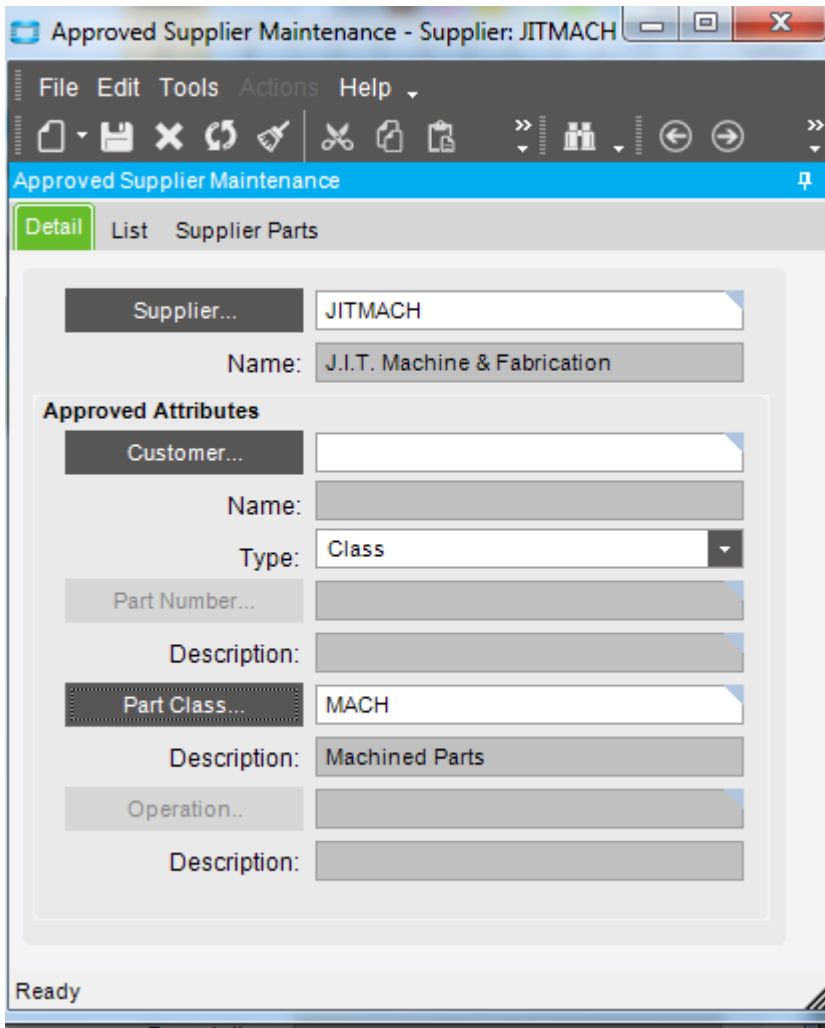 Approved Supplier Maintenance - Supplier: JITMACH
File Edit Tools Actions Help
Approved Supplier Maintenance
Detail List Supplier Parts
Supplier... JITMACH
Name: J.I.T. Machine & Fabrication
Approved Attributes
Customer...
Name:
Type: Class
Part Number...
Description:
Part Class... MACH
Description: Machined Parts
Operation..
Description:
Ready